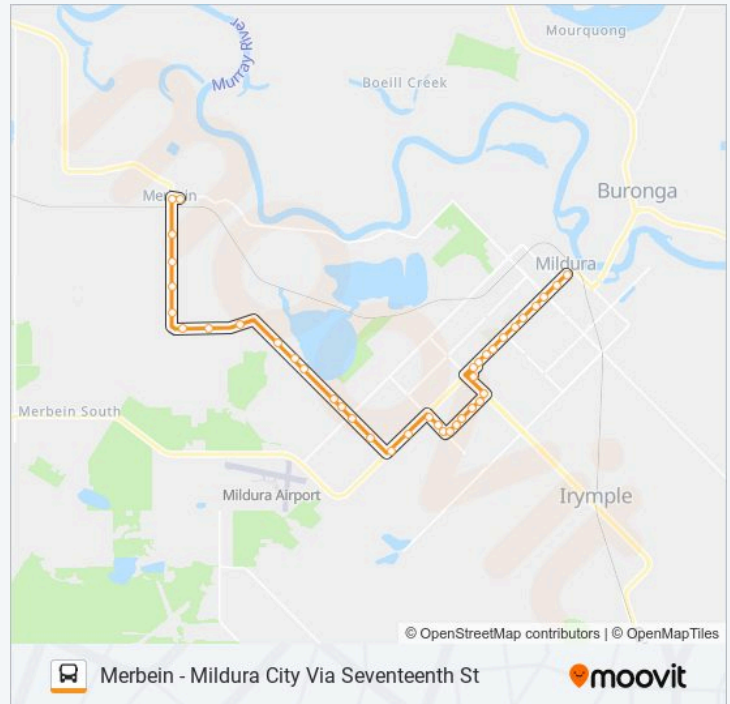 Mourquong
Murray River
Boeill Creek
Merbein
Buronga
Mildura
Merbein South
Mildura Airport
Irymple
© OpenStreetMap contributors | © OpenMapTiles
Merbein - Mildura City Via Seventeenth St
moovit